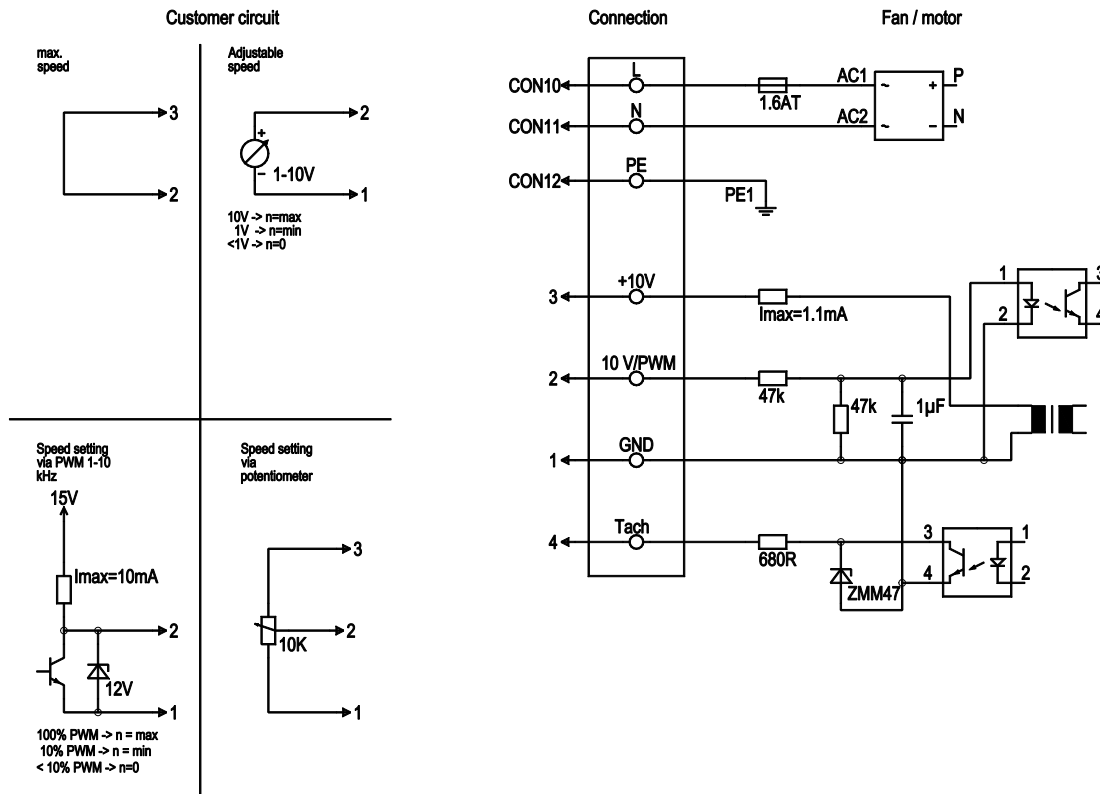 Customer circuit
Connection
Fan / motor
max.
speed
3
2
Adjustable
speed
2
+
−
1-10V
1
10V -> n=max
1V -> n=min
<1V -> n=0
Speed setting
via PWM 1-10
kHz
15V
Imax=10mA
2
12V
1
100% PWM -> n = max
10% PWM -> n = min
< 10% PWM -> n=0
Speed setting
via
potentiometer
3
2
10K
1
CON10
L
1.6AT
AC1
~
+
P
CON11
N
AC2
~
−
N
CON12
PE
PE1
3
+10V
Imax=1.1mA
1
2
3
4
2
10 V/PWM
47k
47k
1µF
1
GND
4
Tach
680R
ZMM47
3
4
1
2